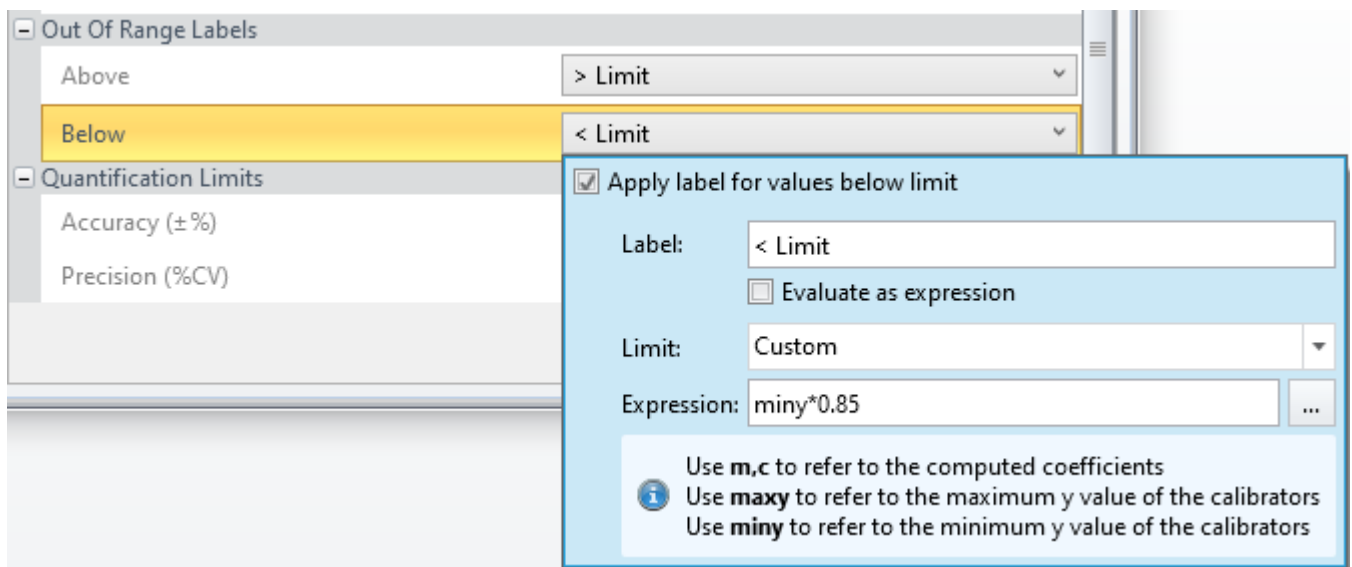 Out Of Range Labels
Above
> Limit
Below
< Limit
Quantification Limits
Apply label for values below limit
Accuracy (±%)
Label:
< Limit
Precision (%CV)
Evaluate as expression
Limit:
Custom
Expression:
miny*0.85
...
Use m,c to refer to the computed coefficients
Use maxy to refer to the maximum y value of the calibrators
Use miny to refer to the minimum y value of the calibrators